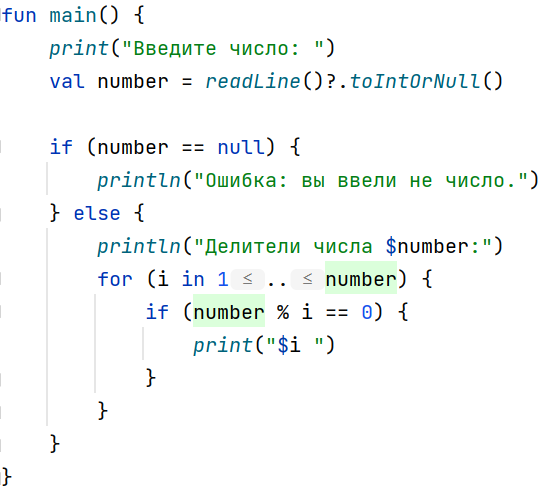 fun main() {
    print("Введите число: ")
    val number = readLine()?.toIntOrNull()

    if (number == null) {
        println("Ошибка: вы ввели не число.")
    } else {
        println("Делители числа $number:")
        for (i in 1 ≤ .. ≤ number) {
            if (number % i == 0) {
                print("$i ")
            }
        }
    }
}